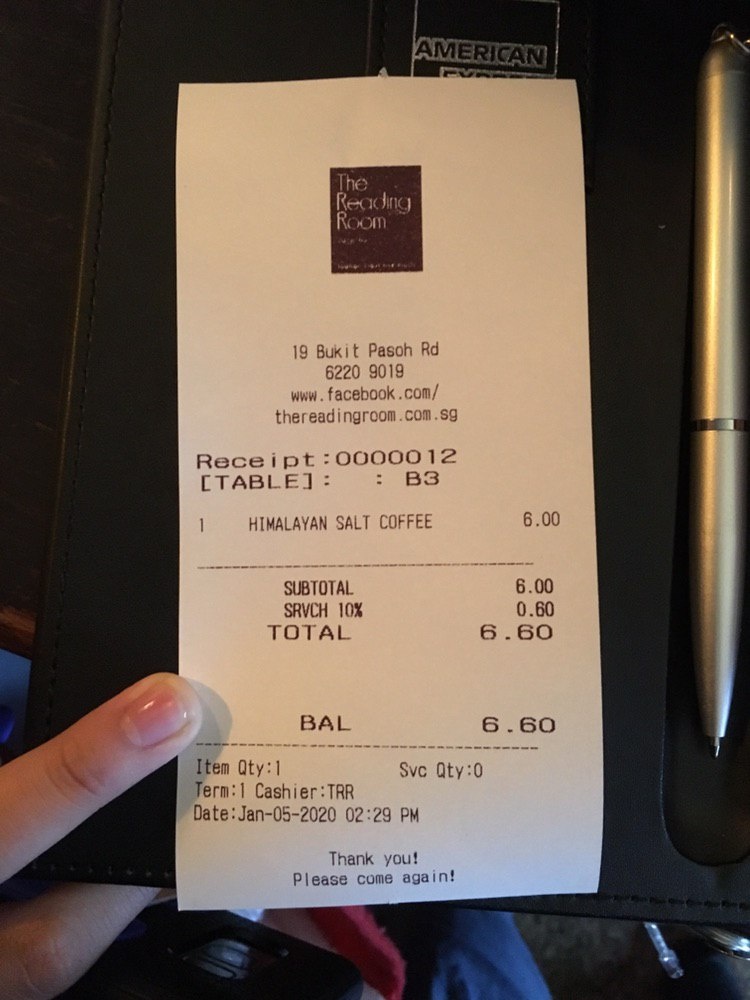 AMERICAN
EXPRESS
The
Reading
Room
19 Bukit Pasoh Rd
6220 9019
www.facebook.com/
thereadingroom.com.sg
Receipt:0000012
[TABLE]: : B3
1 HIMALAYAN SALT COFFEE 6.00
SUBTOTAL 6.00
SRVCH 10% 0.60
TOTAL 6.60
BAL 6.60
Item Qty:1 Svc Qty:0
Term:1 Cashier:TRR
Date:Jan-05-2020 02:29 PM
Thank you!
Please come again!